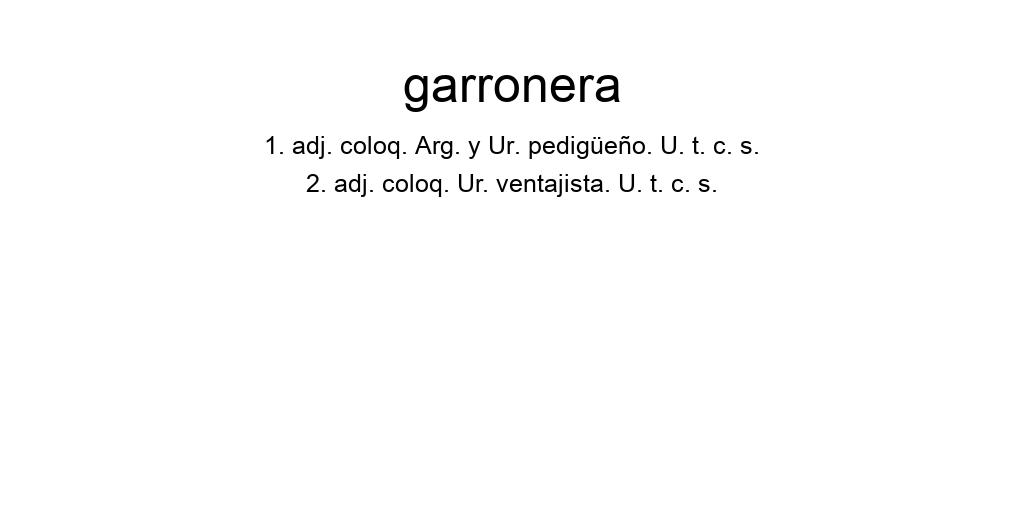 garronera
1. adj. coloq. Arg. y Ur. pedigüeño. U. t. c. s.
2. adj. coloq. Ur. ventajista. U. t. c. s.